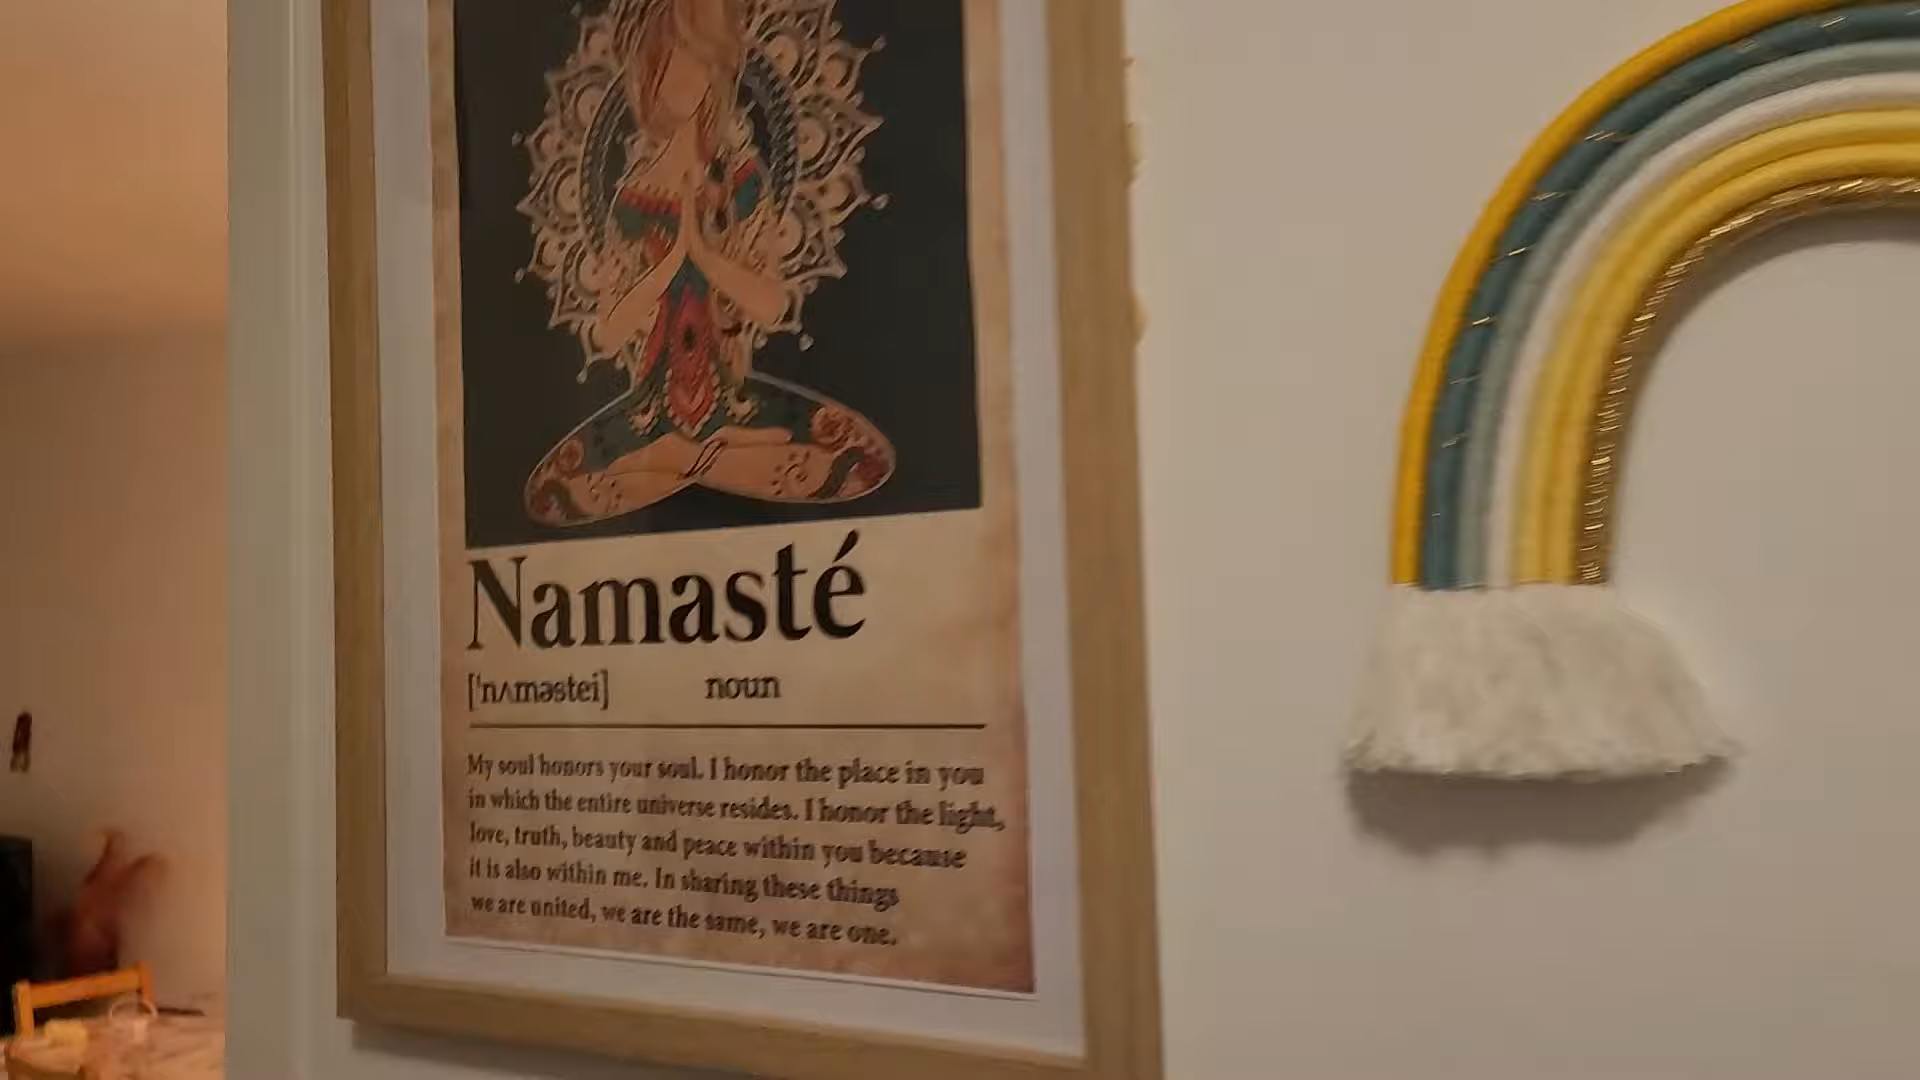 Namasté
['nʌməstei] noun
My soul honors your soul. I honor the place in you
in which the entire universe resides. I honor the light,
love, truth, beauty and peace within you because
it is also within me. In sharing these things
we are united, we are the same, we are one.